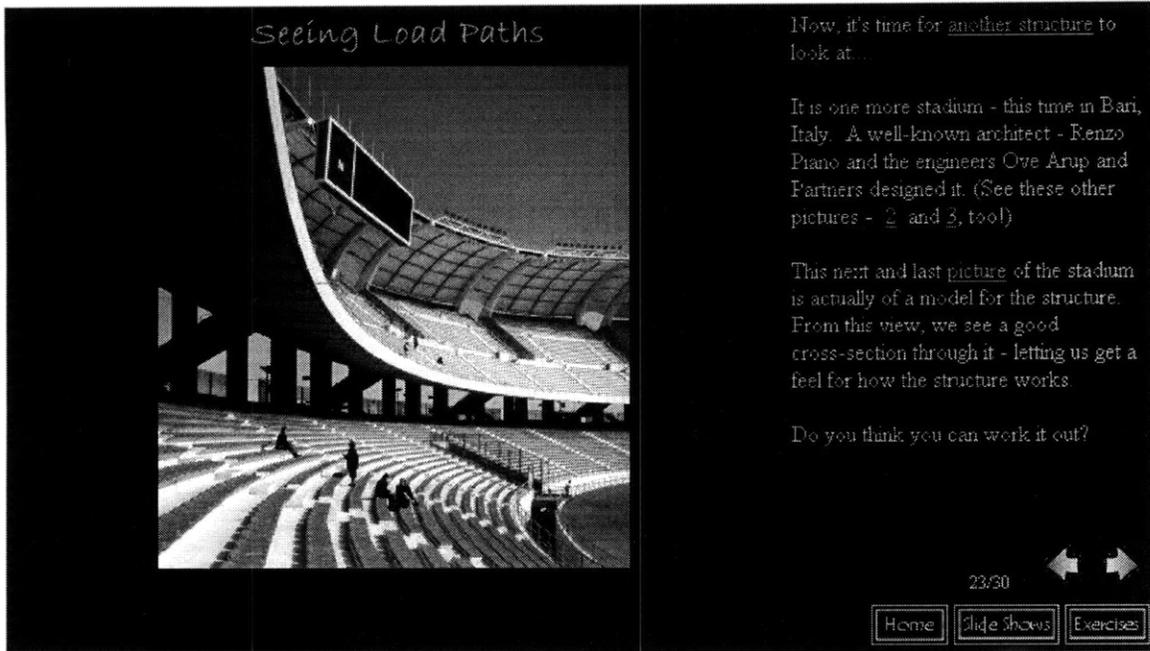 Seeing Load Paths
Now, it's time for another structure to
look at....
It is one more stadium - this time in Bari,
Italy. A well-known architect - Renzo
Piano and the engineers Ove Arup and
Partners designed it. (See these other
pictures - 2 and 3, too!)
This next and last picture of the stadium
is actually of a model for the structure.
From this view, we see a good
cross-section through it - letting us get a
feel for how the structure works.
Do you think you can work it out?
23/30
Home Slide Shows Exercises